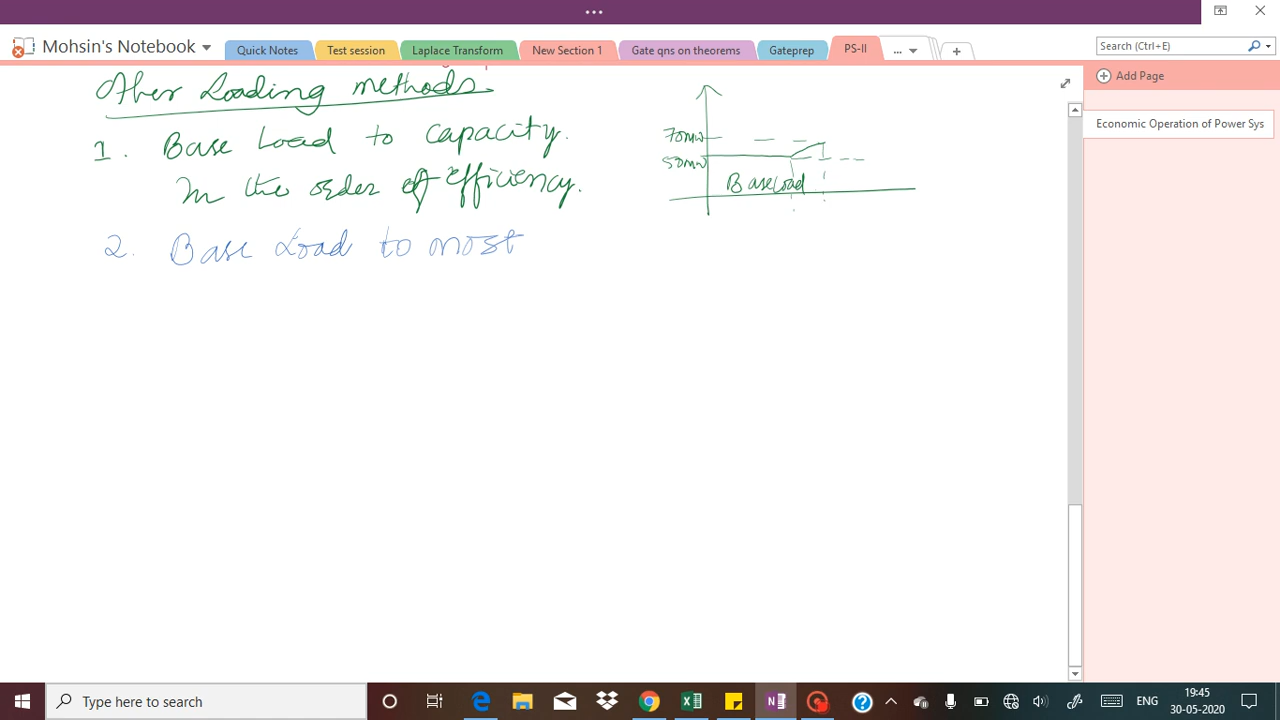 Mohsin's Notebook
Quick Notes
Test session
Laplace Transform
New Section 1
Gate qns on theorems
Gateprep
PS-II
...
Search (Ctrl+E)
Add Page
Economic Operation of Power Sys
Other Loading methods.
1. Base Load to capacity.
In the order of efficiency.
2. Base Load to most
70mw
50mw
Base Load
Type here to search
ENG
19:45
30-05-2020